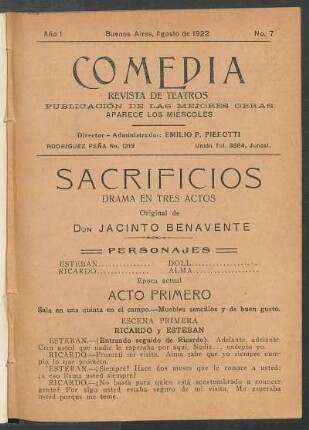 Año I Buenos Aires, Agosto de 1922 No. 7
COMEDIA
REVISTA DE TEATROS
PUBLICACIÓN DE LAS MEJORES OBRAS
APARECE LOS MIÉRCOLES
Director - Administrador: EMILIO P. PIEROTTI
RODRIGUEZ PEÑA No. 1319 Unión Tel. 3864, Juncal.
SACRIFICIOS
DRAMA EN TRES ACTOS
Original de
DON JACINTO BENAVENTE
PERSONAJES
ESTEBAN.................. DOLL...................
RICARDO.................. ALMA...................
Epoca actual
ACTO PRIMERO
Sala en una quinta en el campo.—Muebles sencillos y de buen gusto.
ESCENA PRIMERA
RICARDO y ESTEBAN
ESTEBAN.—(Entrando seguido de Ricardo). Adelante, adelante.
Creo usted que nadie le esperaba por aquí. Nadie... excepto yo.
RICARDO.—Prometí mi visita. Alma sabe que yo siempre cum-
plo lo que prometo.
ESTEBAN.—¡Siempre! Hace dos meses que le conoce a usted;
¿a eso llama usted siempre?
RICARDO.—¿No basta para quien está acostumbrado a conocer
gente? Por algo usted estaba seguro de mi visita. Me esperaba
usted porque me teme.